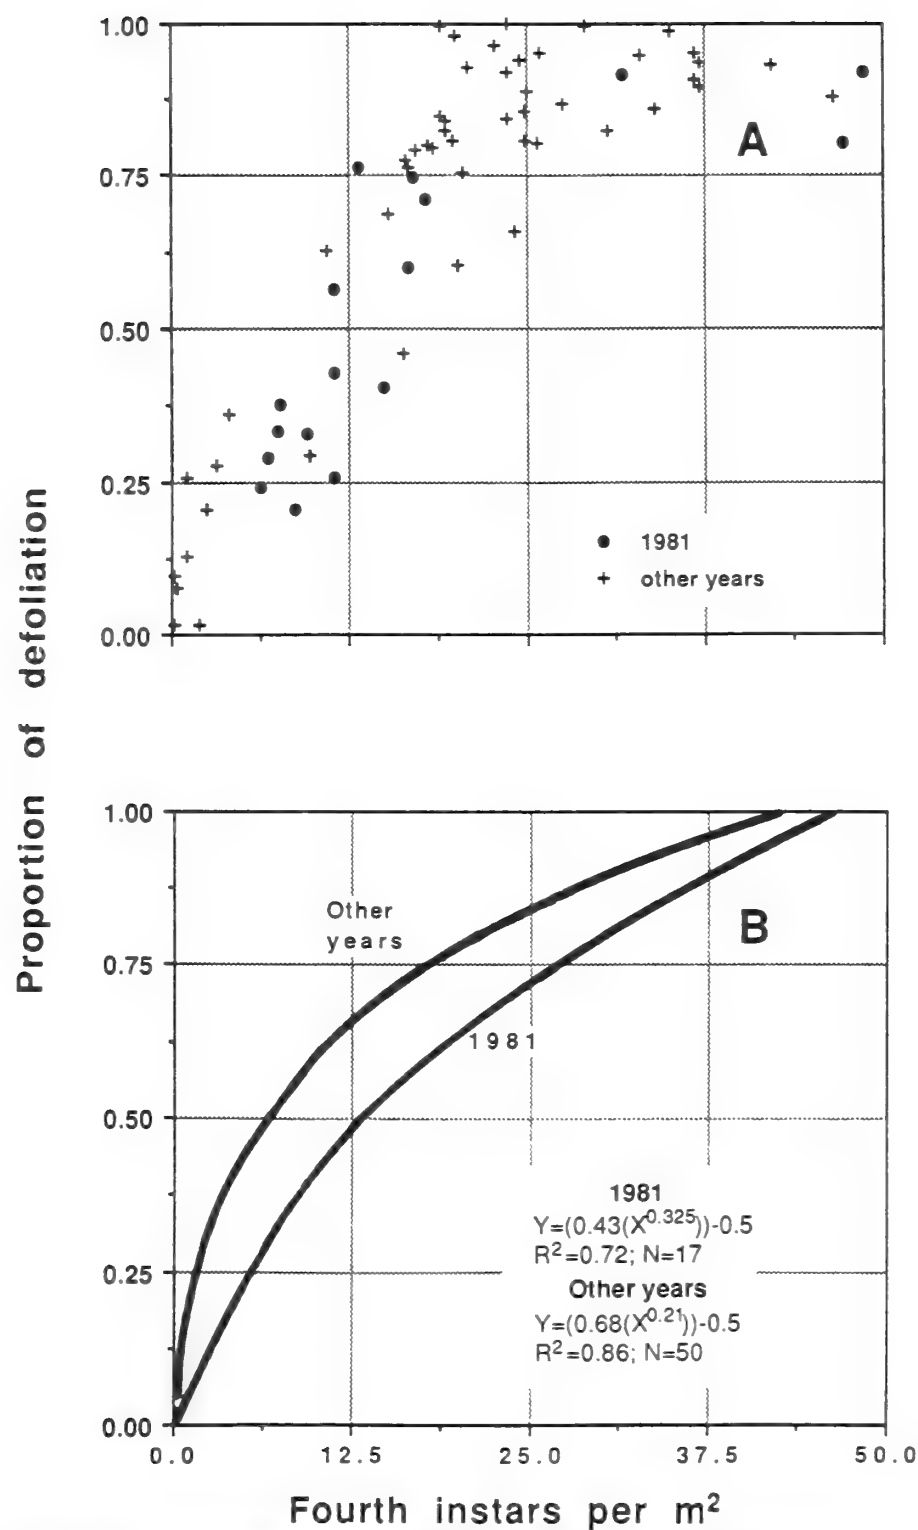 Proportion of defoliation
1.00
0.75
0.50
0.25
0.00
A
1981
other years
1.00
0.75
0.50
0.25
0.00
Other
years
1981
B
1981
Y=(0.43(X^0.325))-0.5
R²=0.72; N=17
Other years
Y=(0.68(X^0.21))-0.5
R²=0.86; N=50
0.0 12.5 25.0 37.5 50.0
Fourth instars per m²